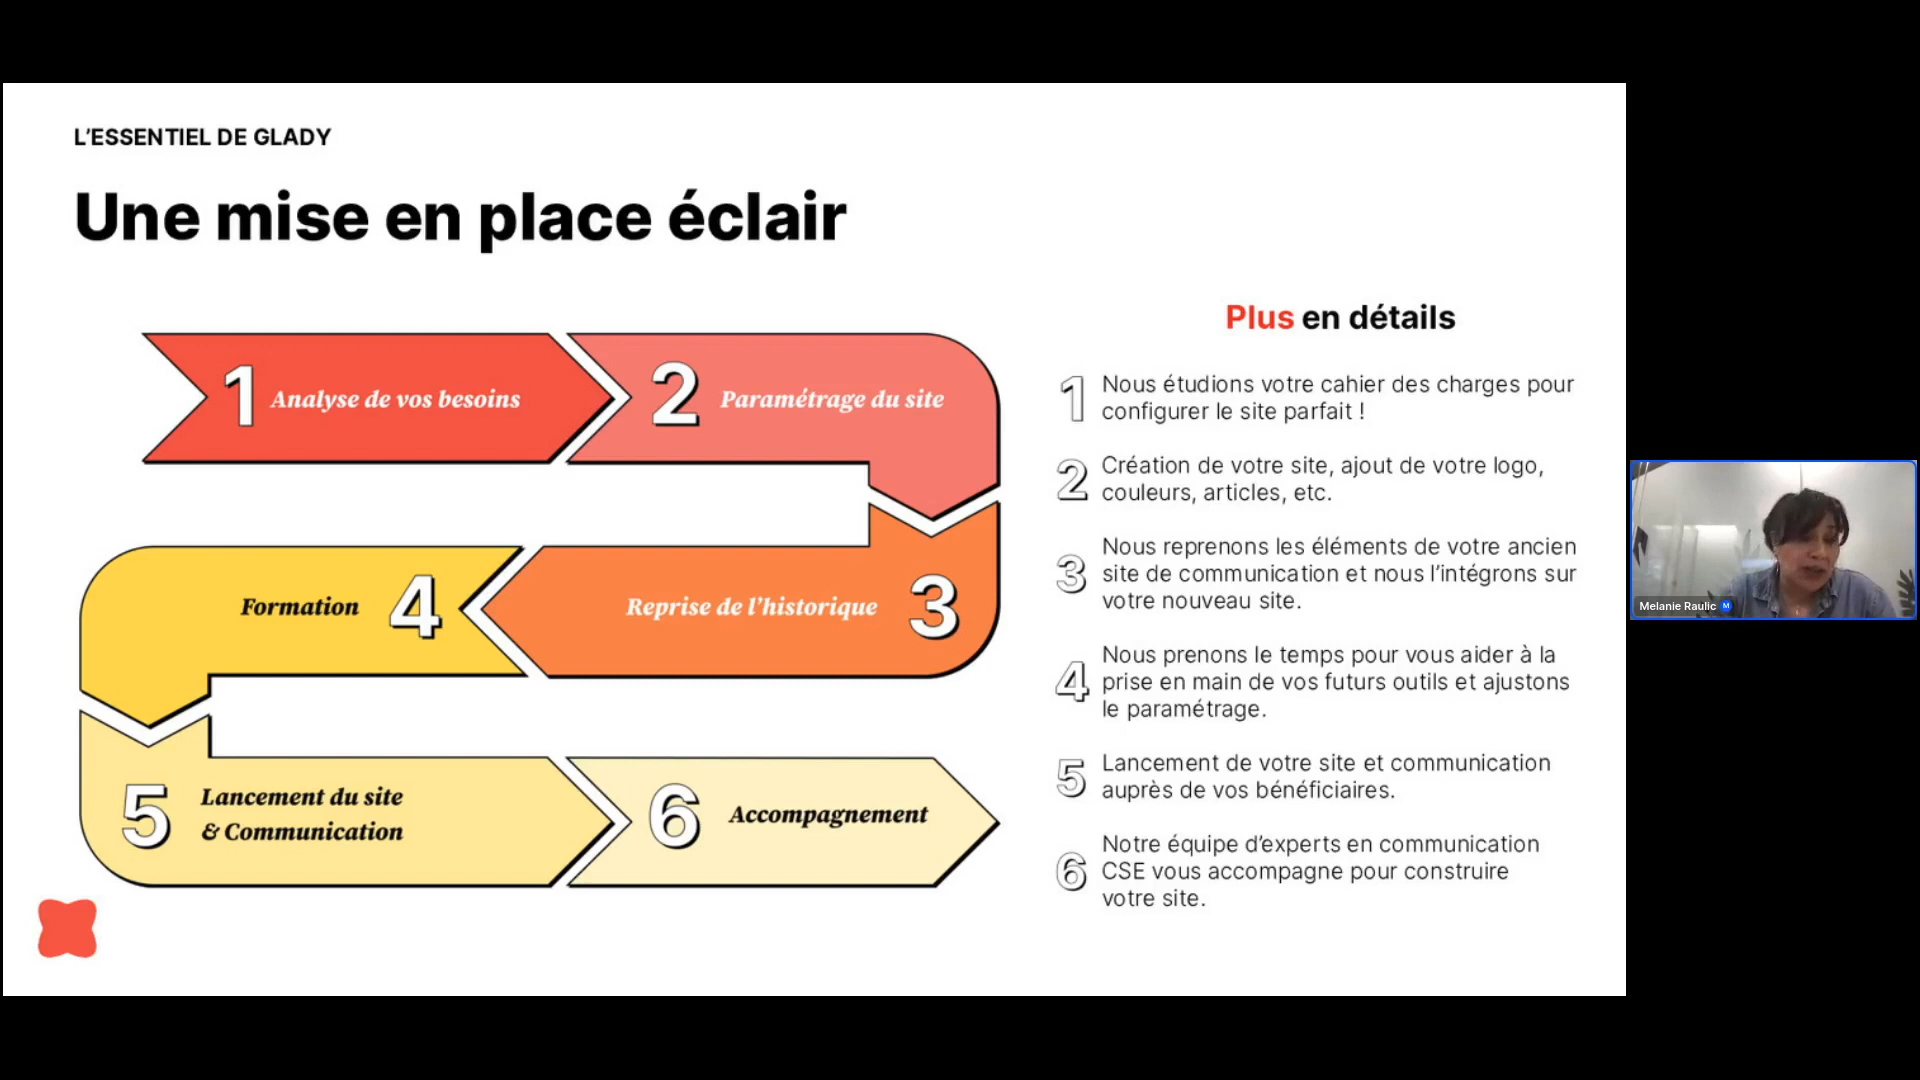 L'ESSENTIEL DE GLADY
Une mise en place éclair
1 Analyse de vos besoins
2 Paramétrage du site
Reprise de l'historique 3
Formation 4
5 Lancement du site
& Communication
6 Accompagnement
Plus en détails
1 Nous étudions votre cahier des charges pour
configurer le site parfait !
2 Création de votre site, ajout de votre logo,
couleurs, articles, etc.
3 Nous reprenons les éléments de votre ancien
site de communication et nous l'intégrons sur
votre nouveau site.
4 Nous prenons le temps pour vous aider à la
prise en main de vos futurs outils et ajustons
le paramétrage.
5 Lancement de votre site et communication
auprès de vos bénéficiaires.
6 Notre équipe d'experts en communication
CSE vous accompagne pour construire
votre site.
Melanie Raulic M